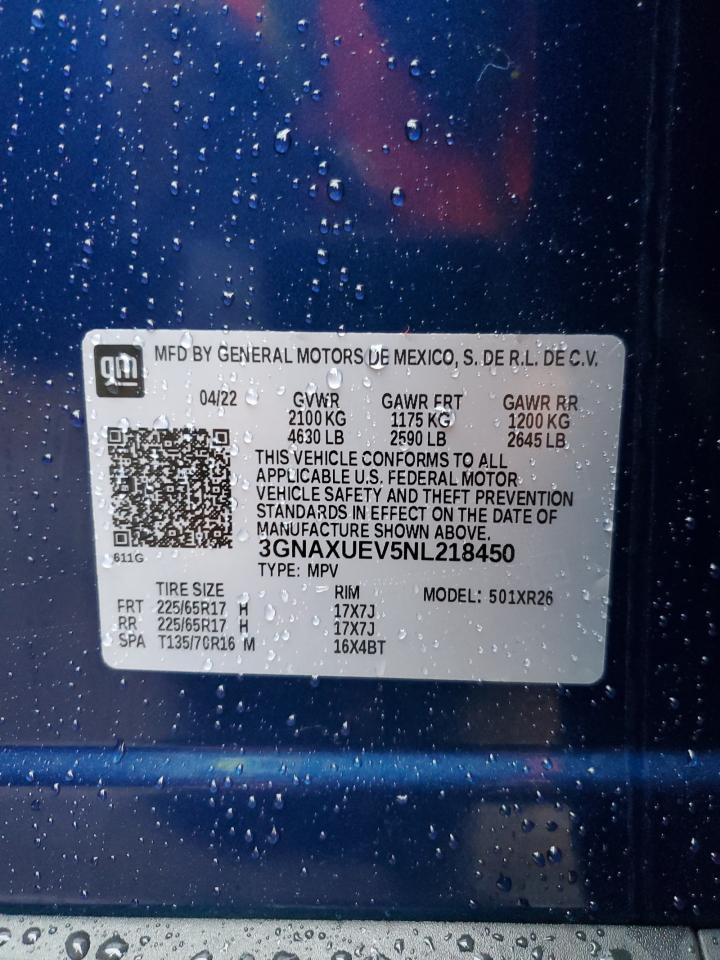 gm MFD BY GENERAL MOTORS DE MEXICO, S. DE R.L. DE C.V.
04/22 GVWR GAWR FRT GAWR RR
2100 KG 1175 KG 1200 KG
4630 LB 2590 LB 2645 LB
THIS VEHICLE CONFORMS TO ALL
APPLICABLE U.S. FEDERAL MOTOR
VEHICLE SAFETY AND THEFT PREVENTION
STANDARDS IN EFFECT ON THE DATE OF
MANUFACTURE SHOWN ABOVE.
3GNAXUEV5NL218450
611G
TYPE: MPV
TIRE SIZE RIM MODEL: 501XR26
FRT 225/65R17 H 17X7J
RR 225/65R17 H 17X7J
SPA T135/70R16 M 16X4BT